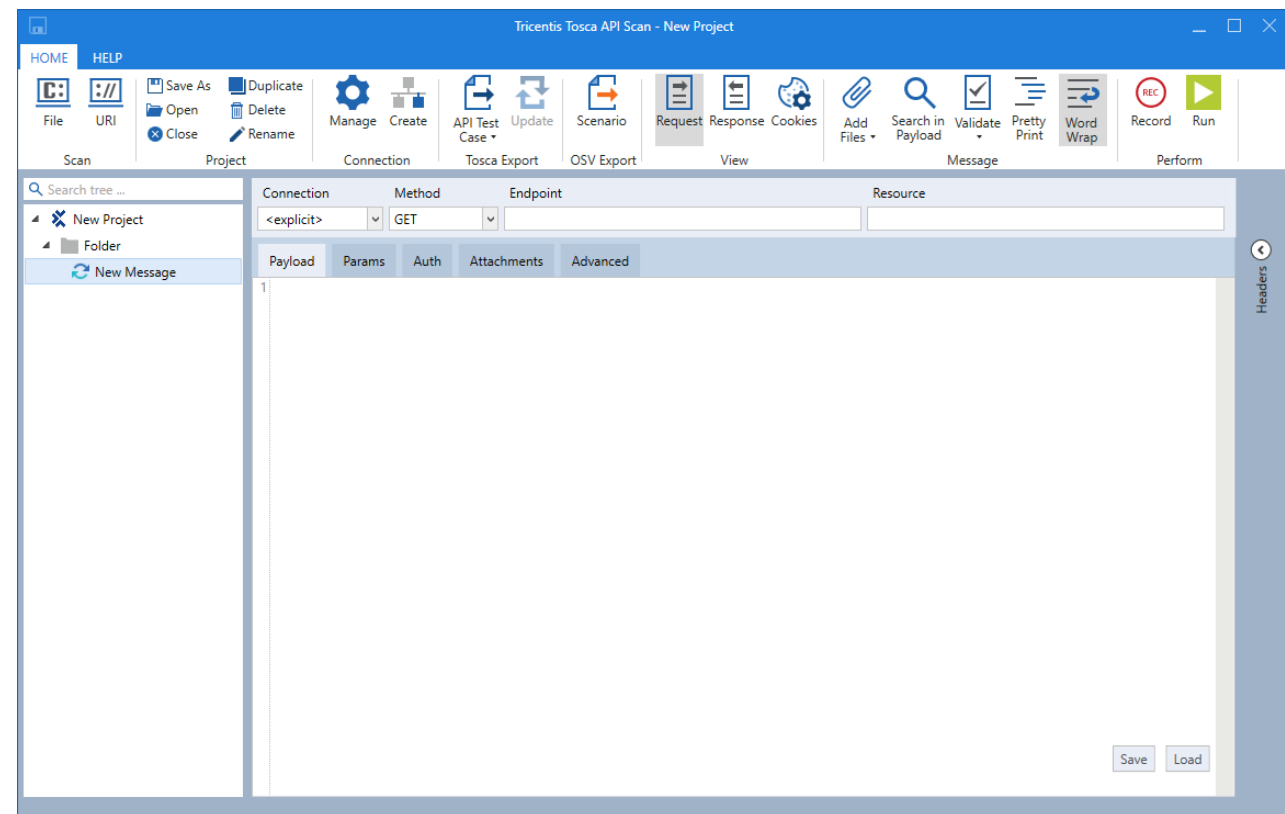 Tricentis Tosca API Scan - New Project
HOME HELP
C: :// Save As Duplicate
Open Delete
Close Rename
File URI Manage Create API Test Case Update Scenario Request Response Cookies Add Files Search in Payload Validate Pretty Print Word Wrap REC Record Run
Scan Project Connection Tosca Export OSV Export View Message Perform
Search tree ...
New Project
Folder
New Message
Connection Method Endpoint Resource
<explicit> GET
Payload Params Auth Attachments Advanced
1
Headers
Save Load